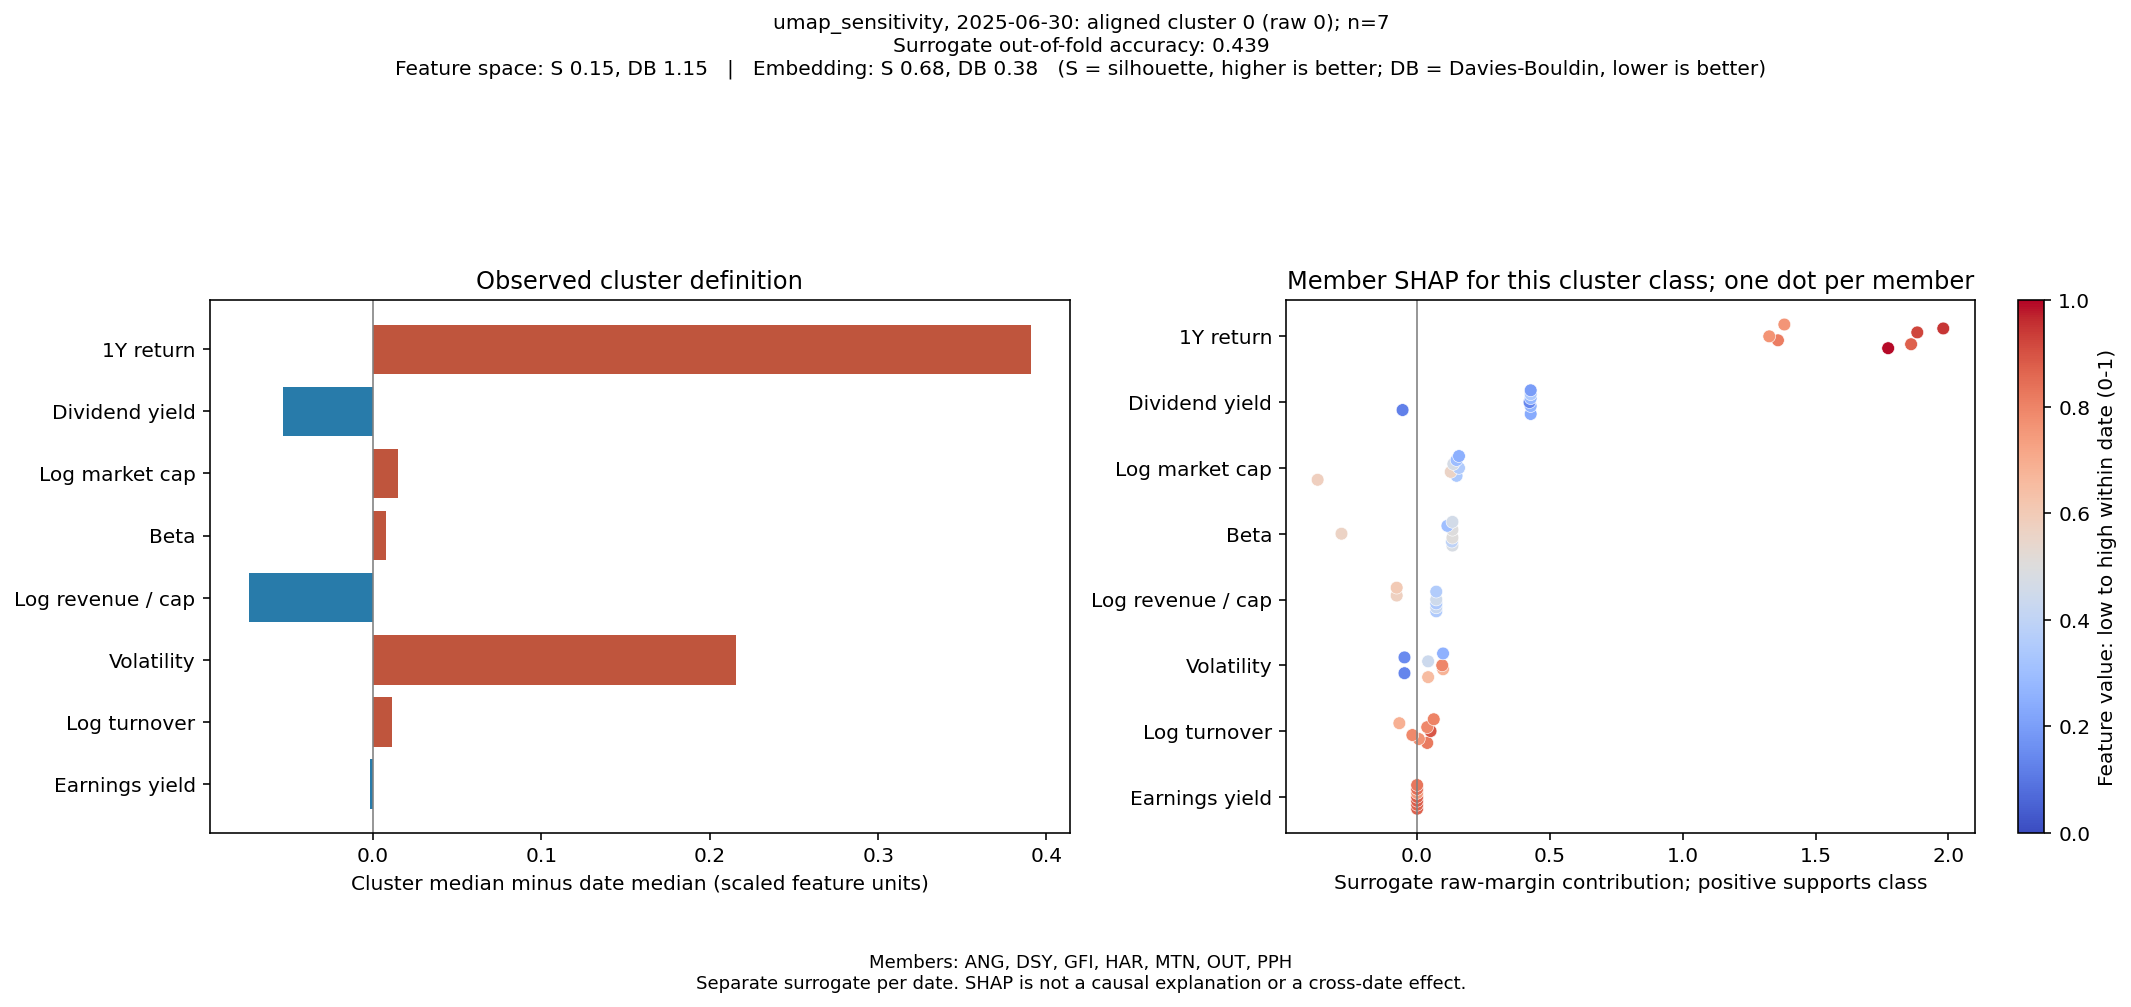 umap_sensitivity, 2025-06-30: aligned cluster 0 (raw 0); n=7
Surrogate out-of-fold accuracy: 0.439
Feature space: S 0.15, DB 1.15   |   Embedding: S 0.68, DB 0.38   (S = silhouette, higher is better; DB = Davies-Bouldin, lower is better)
Observed cluster definition
1Y return
Dividend yield
Log market cap
Beta
Log revenue / cap
Volatility
Log turnover
Earnings yield
0.0 0.1 0.2 0.3 0.4
Cluster median minus date median (scaled feature units)
Member SHAP for this cluster class; one dot per member
1Y return
Dividend yield
Log market cap
Beta
Log revenue / cap
Volatility
Log turnover
Earnings yield
0.0 0.5 1.0 1.5 2.0
Surrogate raw-margin contribution; positive supports class
1.0
0.8
0.6
0.4
0.2
0.0
Feature value: low to high within date (0-1)
Members: ANG, DSY, GFI, HAR, MTN, OUT, PPH
Separate surrogate per date. SHAP is not a causal explanation or a cross-date effect.